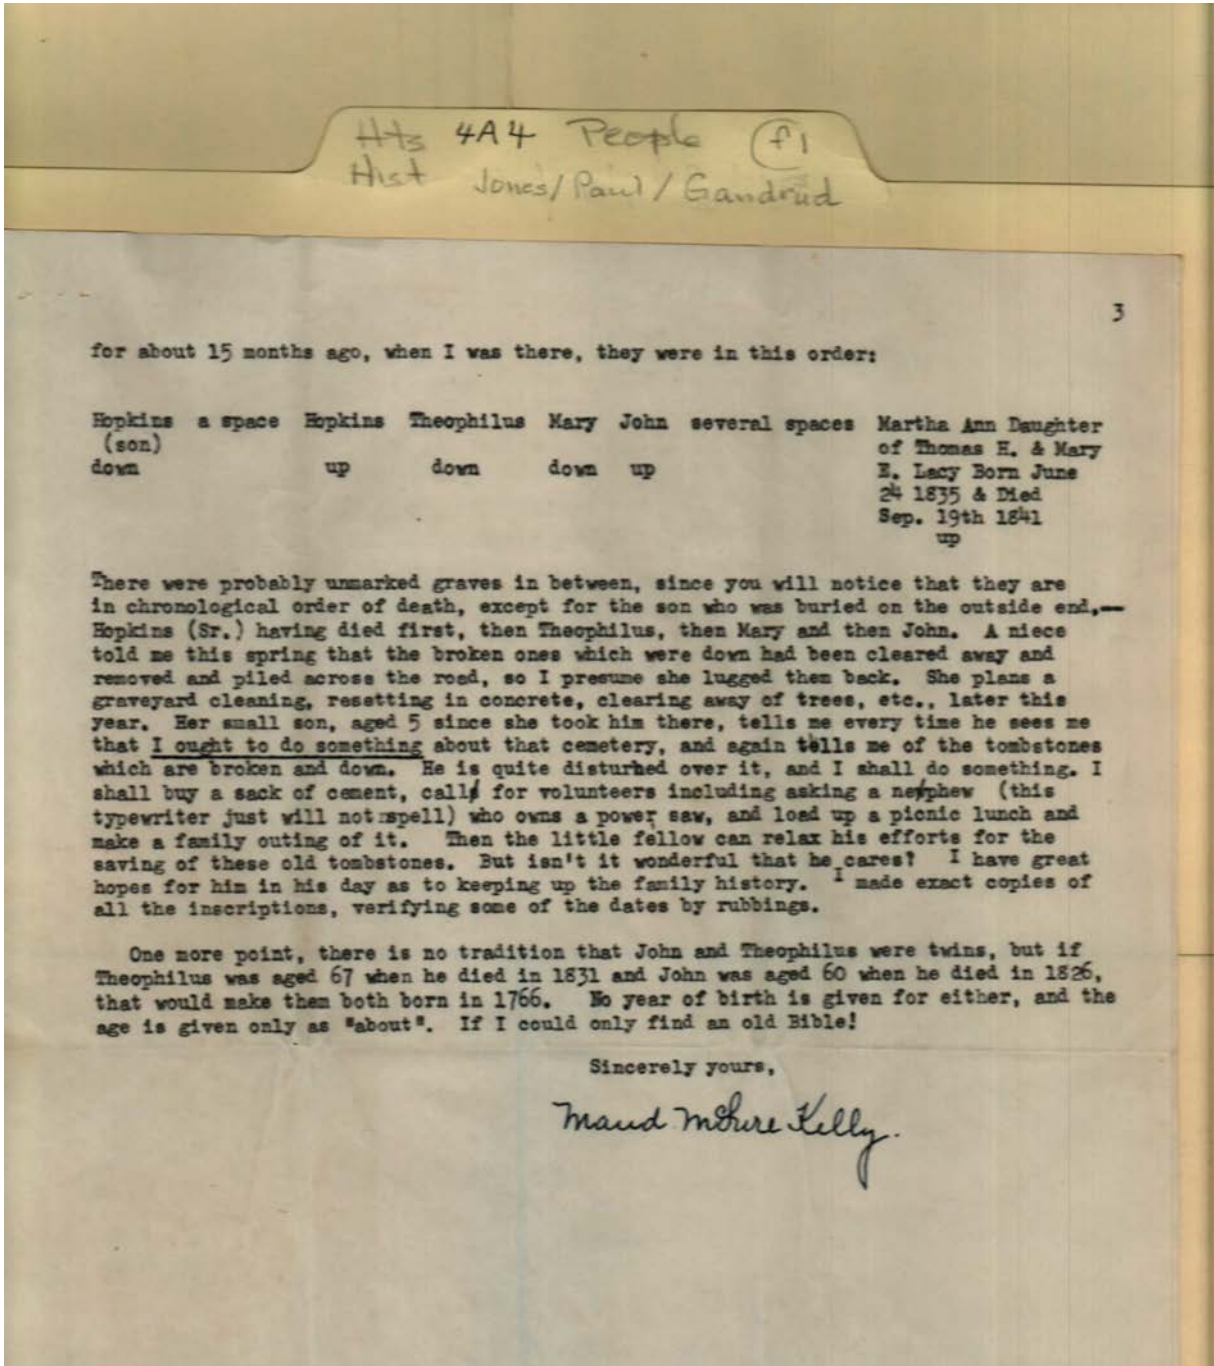 Hts 4A4 People f1
Hist Jones/Paul/Gandrud
3
for about 15 months ago, when I was there, they were in this order:
Hopkins a space Hopkins Theophilus Mary John several spaces Martha Ann Daughter
(son) of Thomas H. & Mary
down up down down up E. Lacy Born June
24 1835 & Died
Sep. 19th 1841
up
There were probably unmarked graves in between, since you will notice that they are
in chronological order of death, except for the son who was buried on the outside end,--
Hopkins (Sr.) having died first, then Theophilus, then Mary and then John. A niece
told me this spring that the broken ones which were down had been cleared away and
removed and piled across the road, so I presume she lugged them back. She plans a
graveyard cleaning, resetting in concrete, clearing away of trees, etc., later this
year. Her small son, aged 5 since she took him there, tells me every time he sees me
that I ought to do something about that cemetery, and again tells me of the tombstones
which are broken and down. He is quite disturbed over it, and I shall do something. I
shall buy a sack of cement, call for volunteers including asking a nephew (this
typewriter just will not spell) who owns a power saw, and load up a picnic lunch and
make a family outing of it. Then the little fellow can relax his efforts for the
saving of these old tombstones. But isn't it wonderful that he cares? I have great
hopes for him in his day as to keeping up the family history. I made exact copies of
all the inscriptions, verifying some of the dates by rubbings.
One more point, there is no tradition that John and Theophilus were twins, but if
Theophilus was aged 67 when he died in 1831 and John was aged 60 when he died in 1826,
that would make them both born in 1766. No year of birth is given for either, and the
age is given only as "about". If I could only find an old Bible!
Sincerely yours,
Maud McLure Kelly.